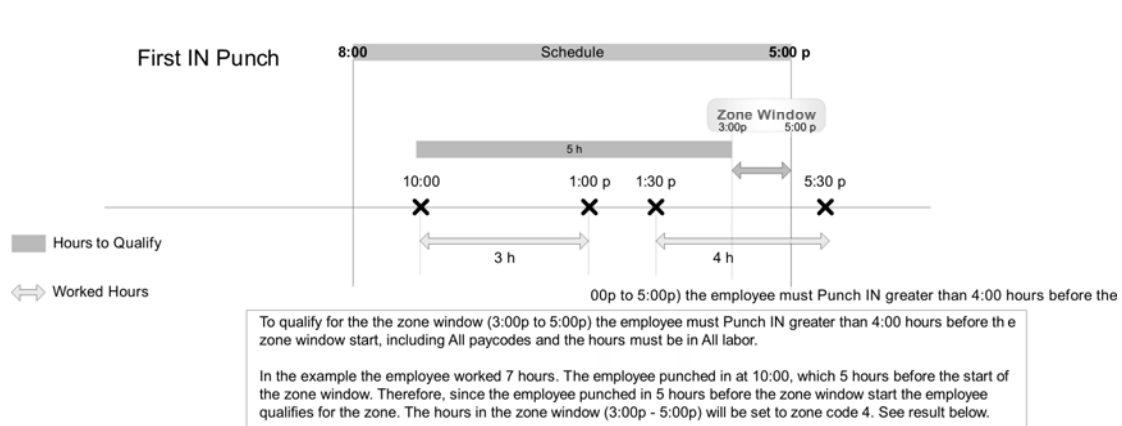 8:00 Schedule 5:00 p
First IN Punch
Zone Window
3:00p 5:00 p
5 h
10:00 1:00 p 1:30 p 5:30 p
Hours to Qualify
3 h 4 h
Worked Hours
00p to 5:00p) the employee must Punch IN greater than 4:00 hours before the
To qualify for the the zone window (3:00p to 5:00p) the employee must Punch IN greater than 4:00 hours before th e
zone window start, including All paycodes and the hours must be in All labor.
In the example the employee worked 7 hours. The employee punched in at 10:00, which 5 hours before the start of
the zone window. Therefore, since the employee punched in 5 hours before the zone window start the employee
qualifies for the zone. The hours in the zone window (3:00p - 5:00p) will be set to zone code 4. See result below.